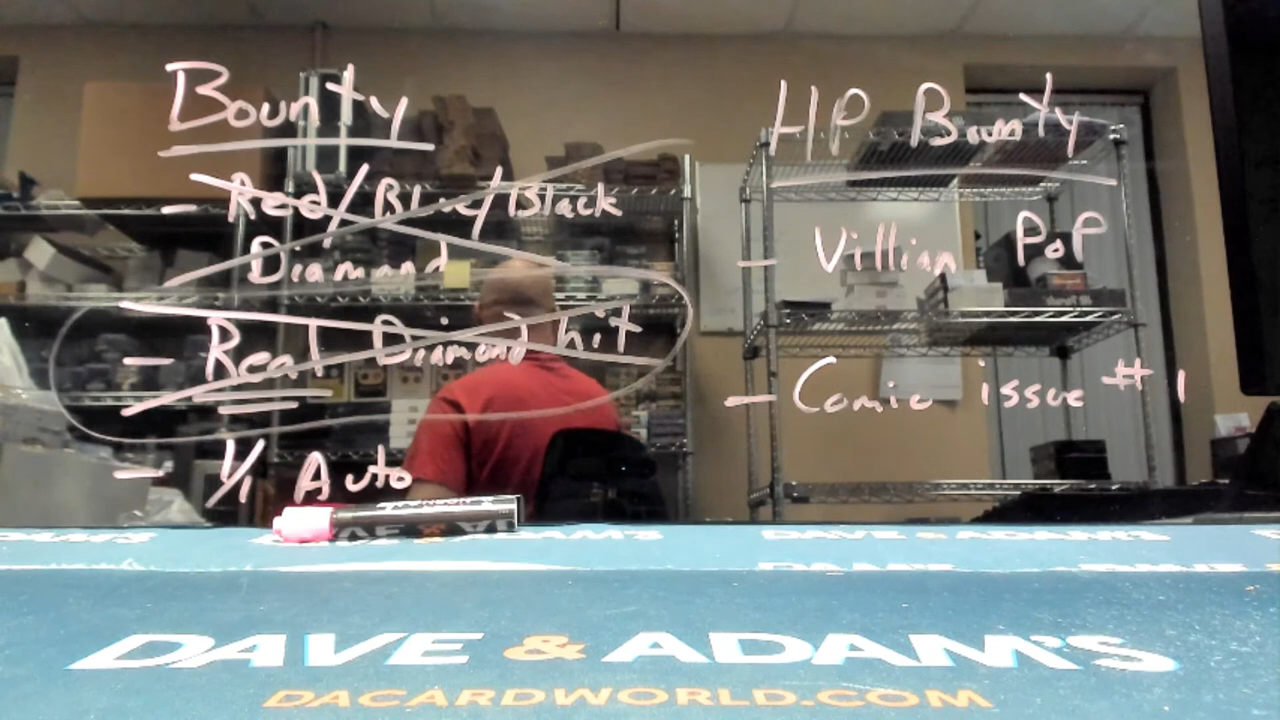 Bounty
- Red/Blue/Black
Diamond
- Real Diamond hit
- 1/1 Auto
H.P. Bounty
- Villian PoP
- Comic issue # 1
DAVE & ADAM'S
DAVE & ADAM'S
DAVE & ADAM'S
DACARDWORLD.COM